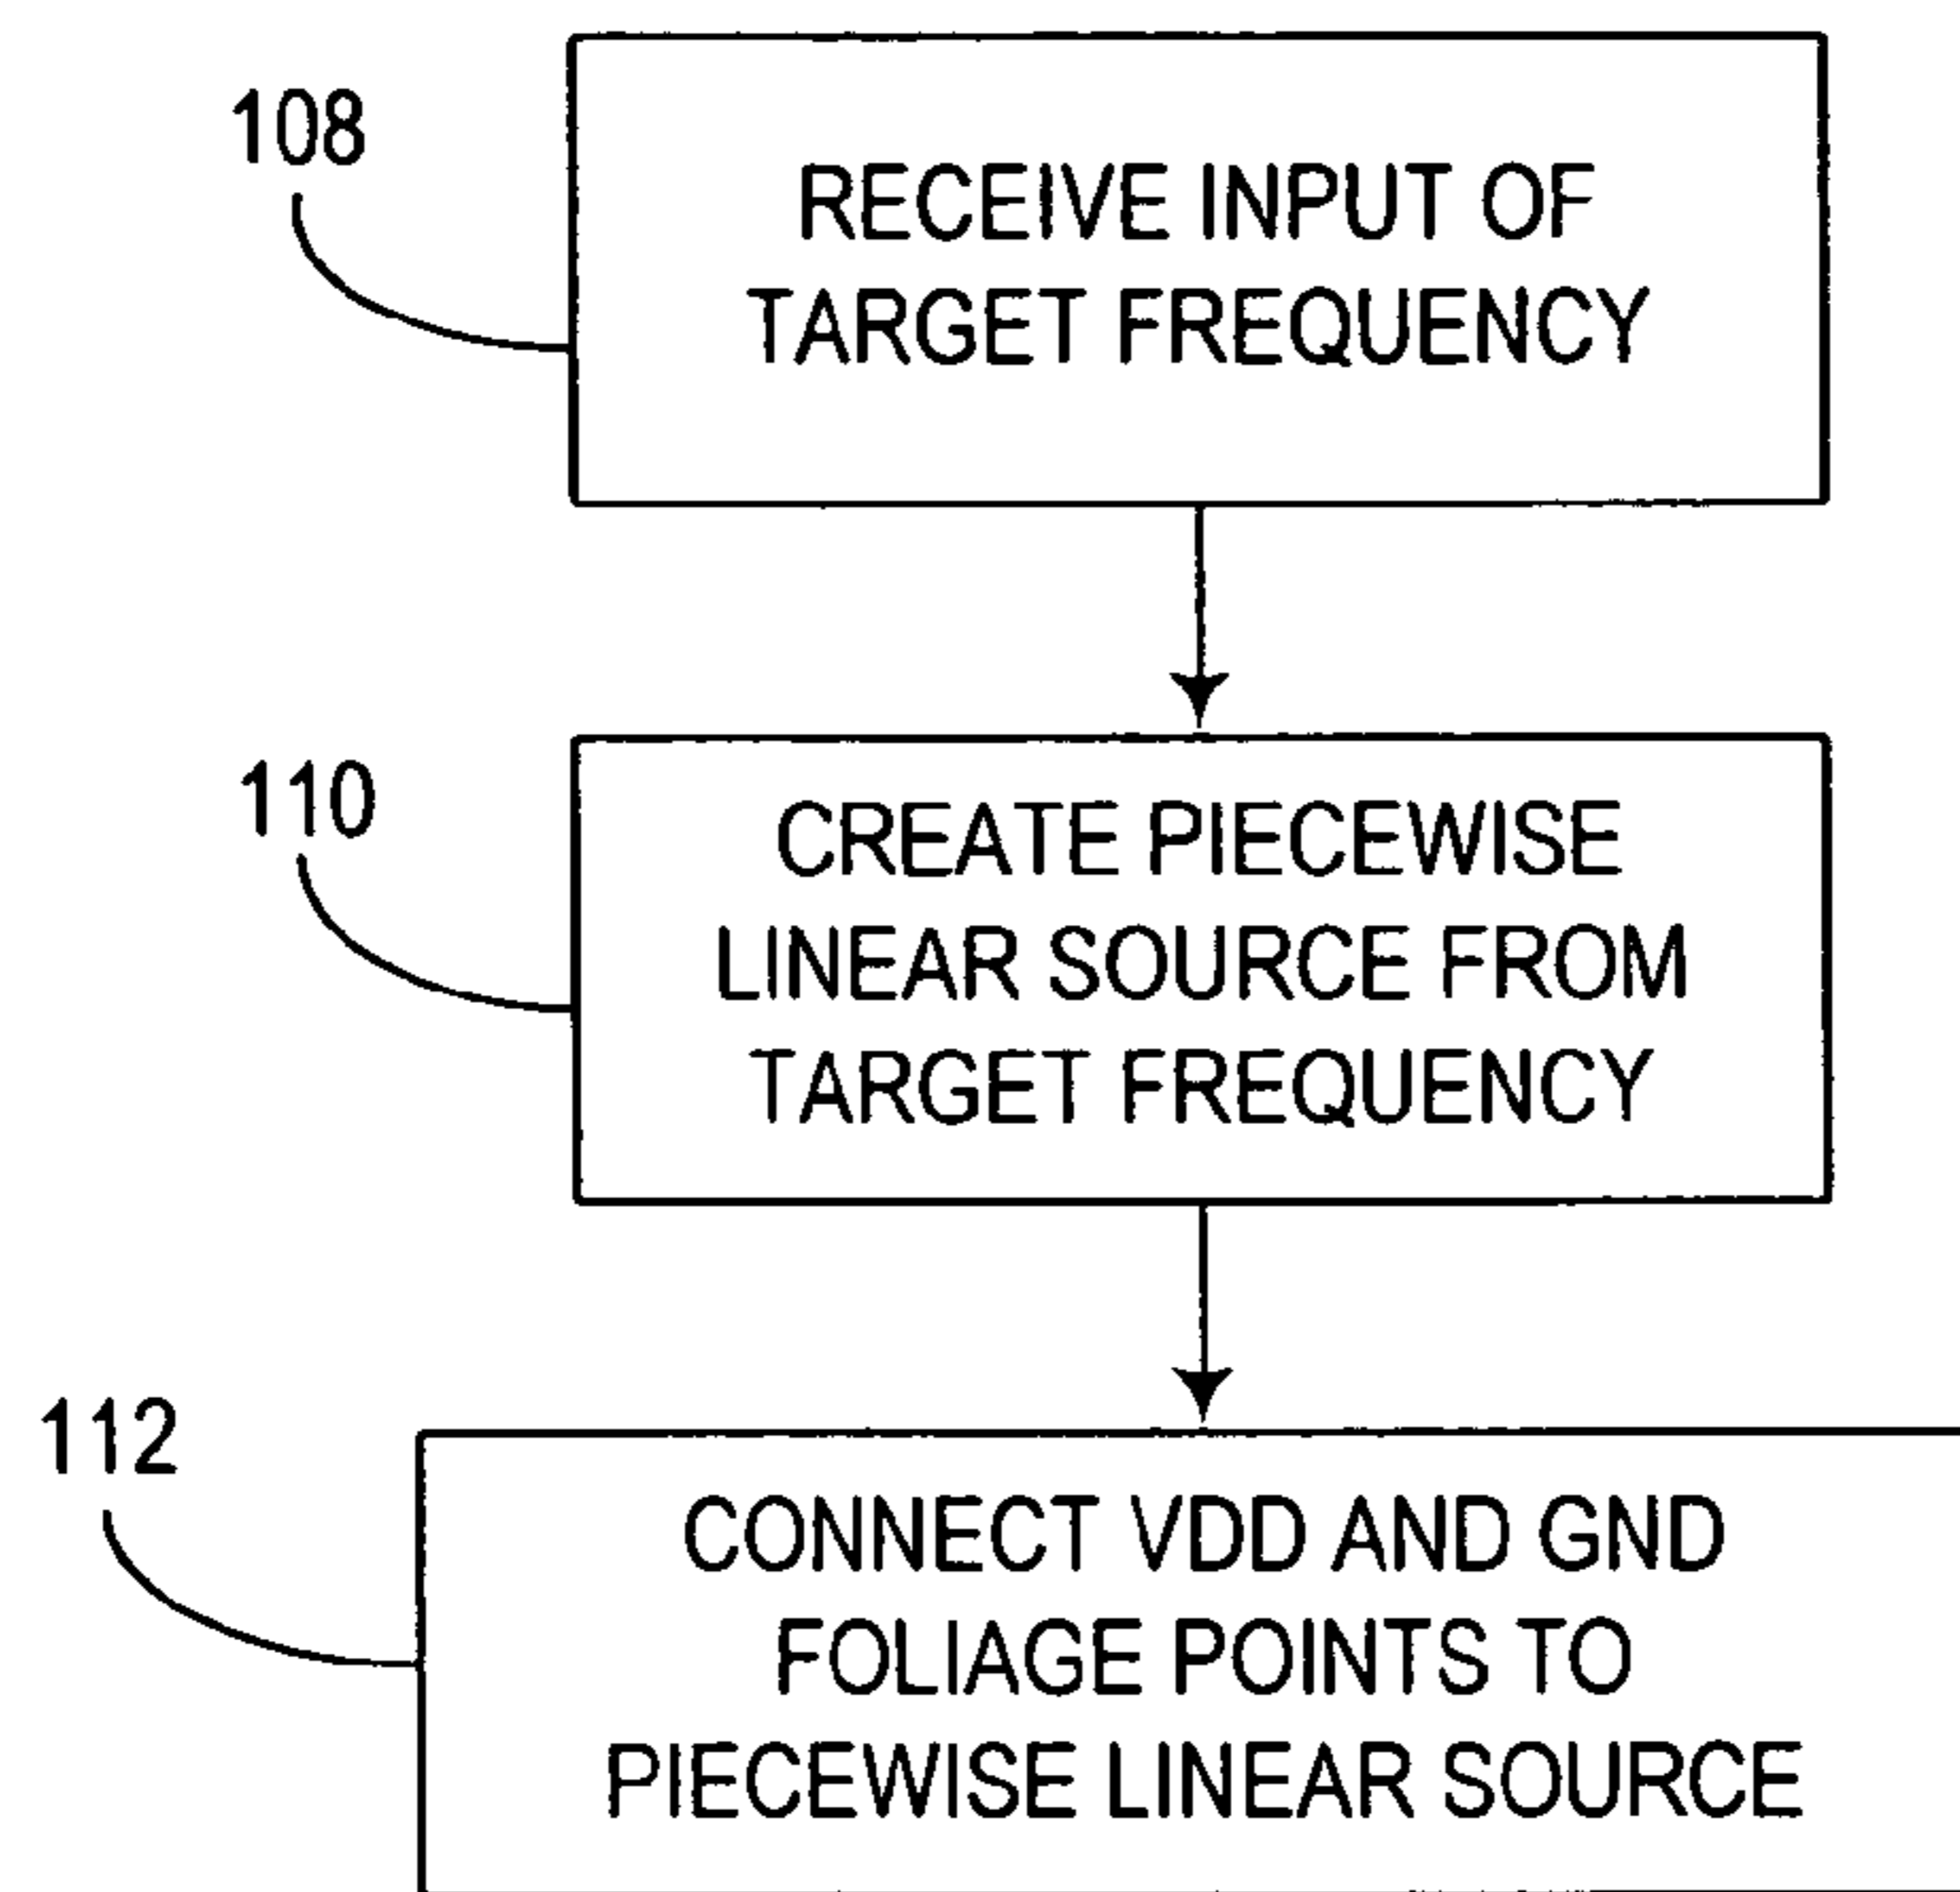 108
RECEIVE INPUT OF
TARGET FREQUENCY
110
CREATE PIECEWISE
LINEAR SOURCE FROM
TARGET FREQUENCY
112
CONNECT VDD AND GND
FOLIAGE POINTS TO
PIECEWISE LINEAR SOURCE